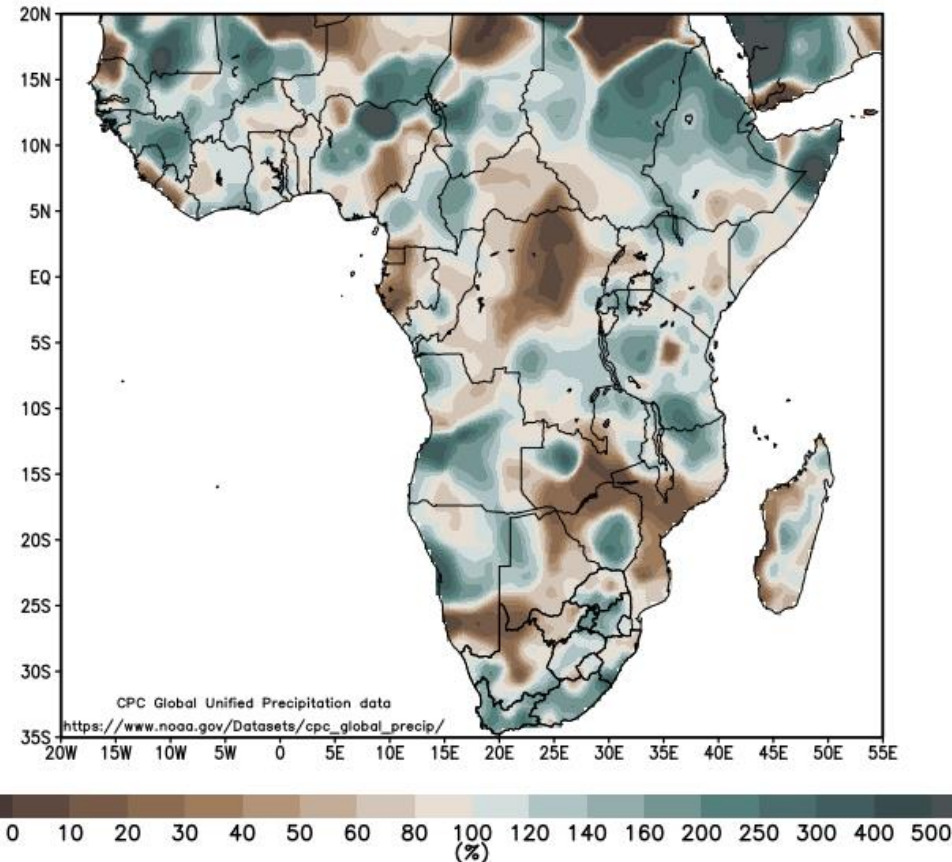 20N
15N
10N
5N
EQ
5S
10S
15S
20S
25S
30S
35S
CPC Global Unified Precipitation data
https://www.noaa.gov/Datasets/cpc_global_precip/
20W 15W 10W 5W 0 5E 10E 15E 20E 25E 30E 35E 40E 45E 50E 55E
0 10 20 30 40 50 60 80 100 120 140 160 200 250 300 400 500
(%)